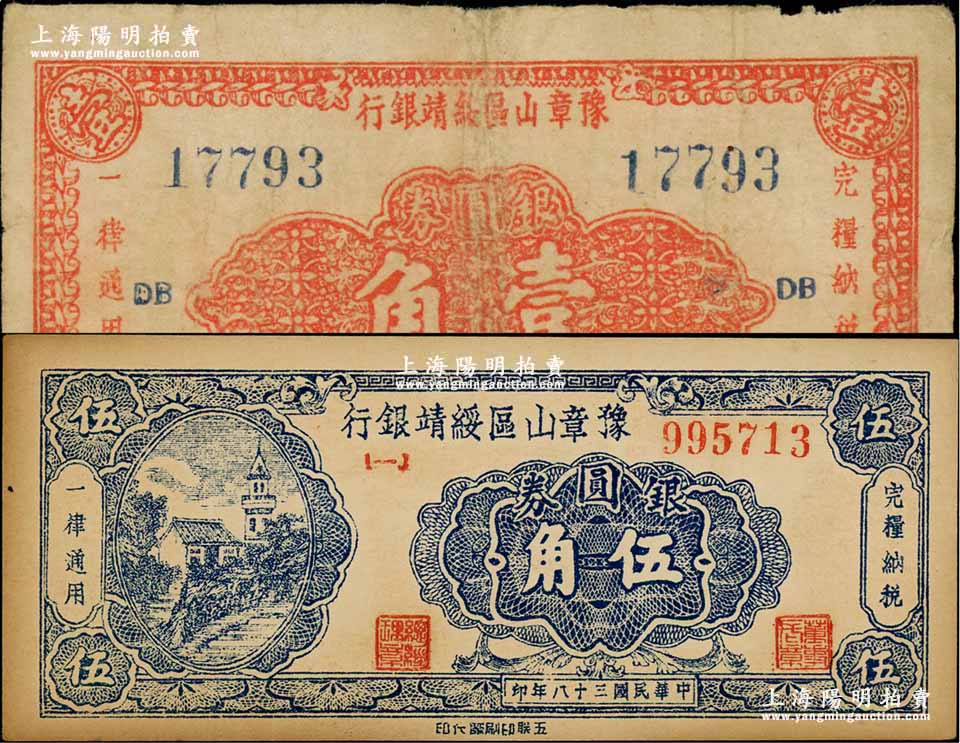 上海陽明拍賣
www.yangmingauction.com
豫章山區綏靖銀行
壹
17793
17793
銀圓券
壹角
完糧納稅
一律通用
DB
DB
上海陽明拍賣
www.yangmingauction.com
豫章山區綏靖銀行
995713
(一)
伍
伍
銀圓券
伍角
完糧納稅
一律通用
伍
伍
中華民國三十八年印
五聯印刷廠代印
上海陽明拍賣
www.yangmingauction.com